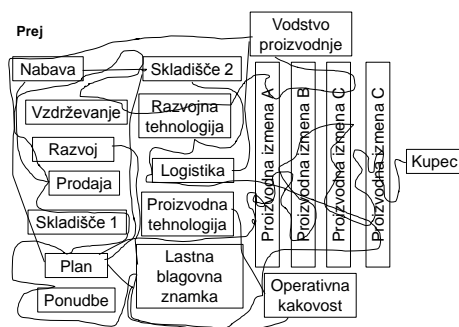 Prej
Vodstvo
proizvodnje
Nabava
Skladišče 2
Vzdrževanje
Razvojna
tehnologija
Razvoj
Logistika
Prodaja
Proizvodna
tehnologija
Skladišče 1
Plan
Lastna
blagovna
znamka
Ponudbe
Proizvodna izmena A
Proizvodna izmena B
Proizvodna izmena C
Proizvodna izmena C
Kupec
Operativna
kakovost